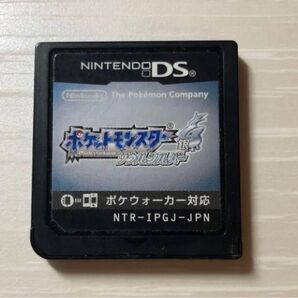 NINTENDO DS
Nintendo The Pokémon Company
ポケットモンスター
ソウルシルバー
ポケウォーカー対応
NTR-IPGJ-JPN